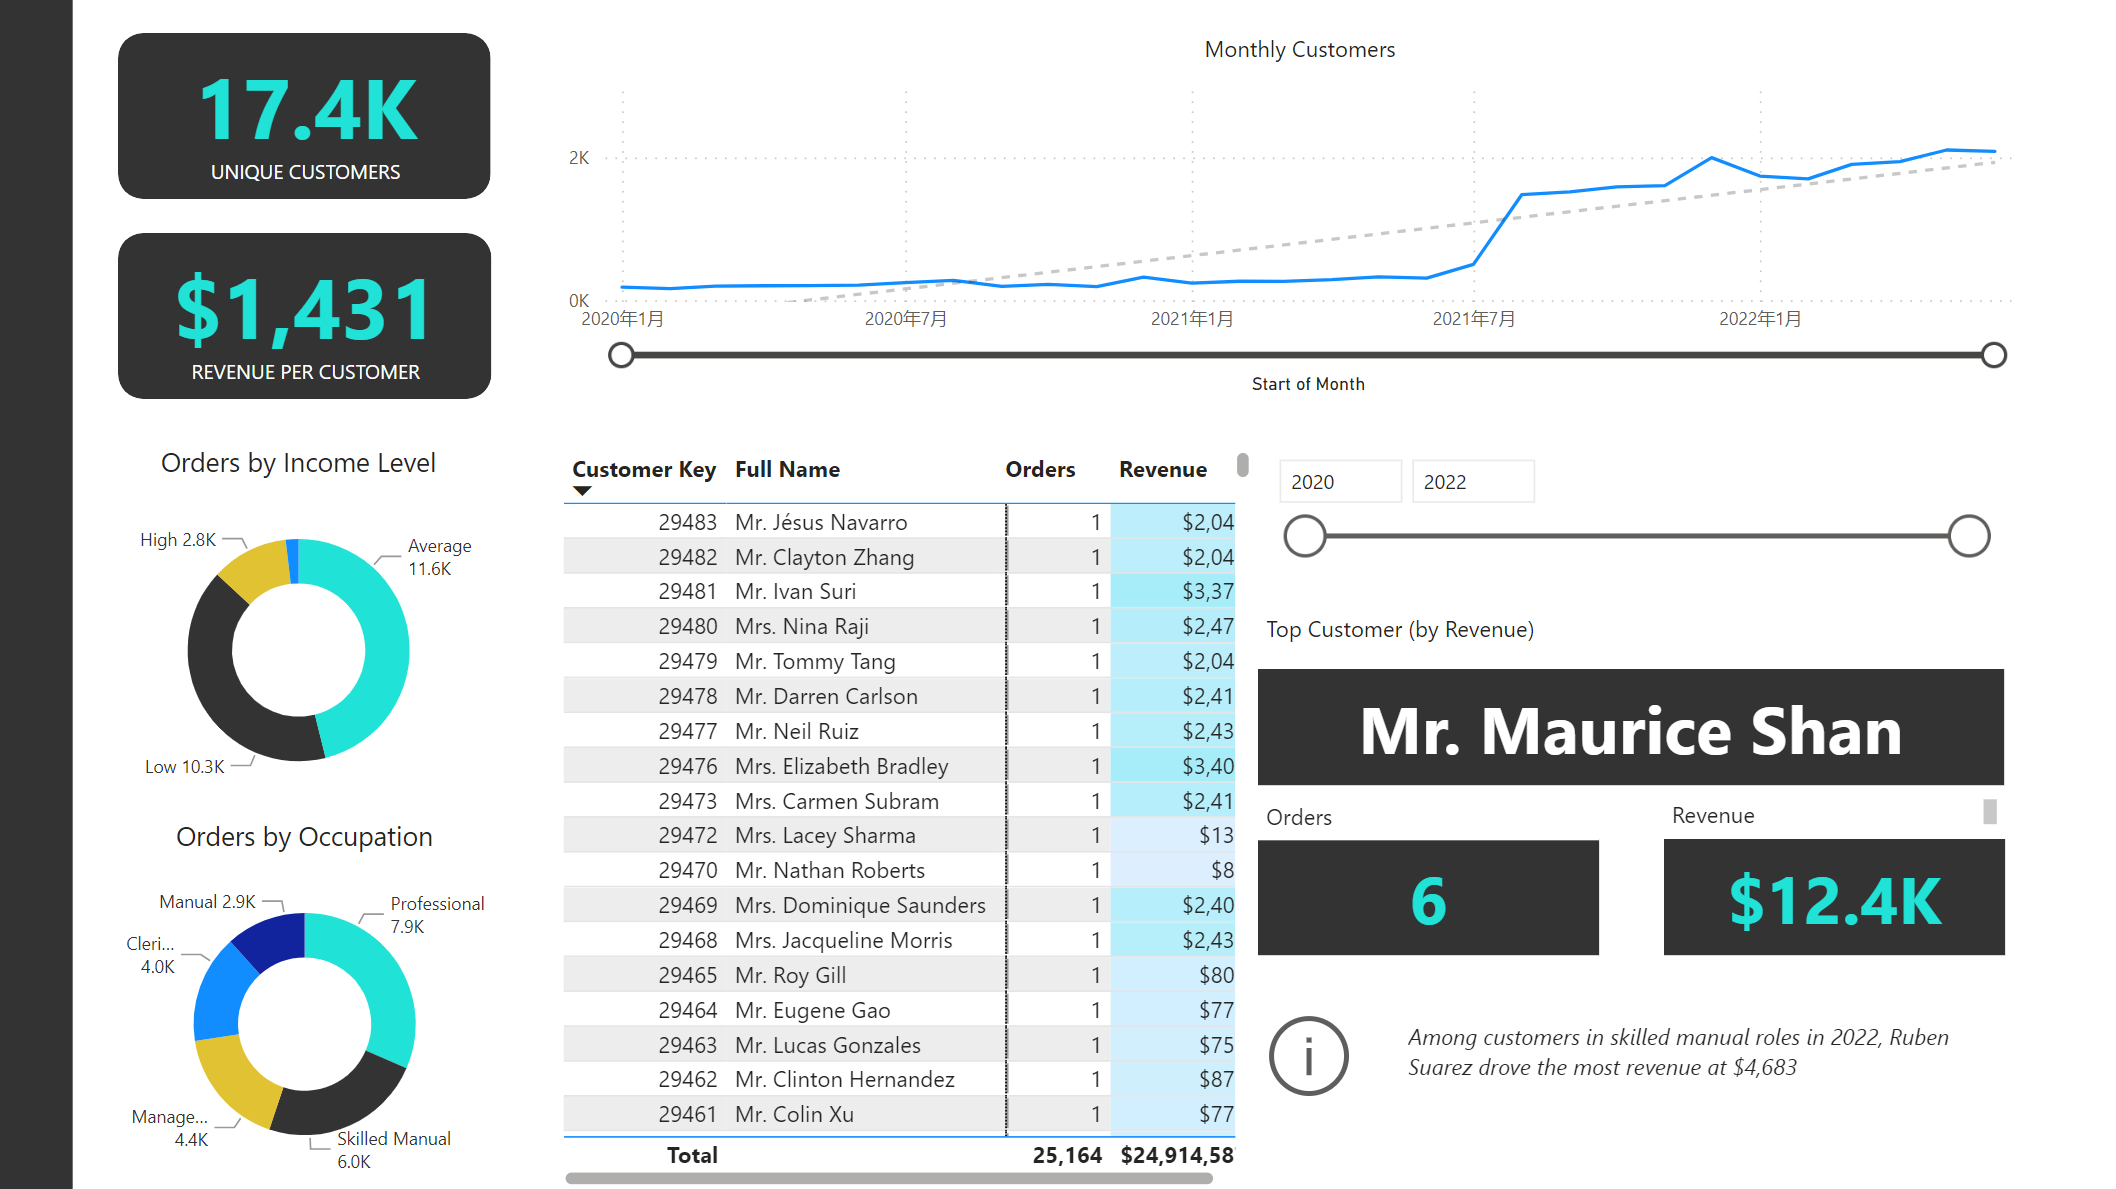 17.4K
UNIQUE CUSTOMERS
$1,431
REVENUE PER CUSTOMER
Monthly Customers
2K
0K
2020年1月 2020年7月 2021年1月 2021年7月 2022年1月
Start of Month
Orders by Income Level
High 2.8K
Average
11.6K
Low 10.3K
Orders by Occupation
Manual 2.9K
Professional
7.9K
Cleri...
4.0K
Manage...
4.4K
Skilled Manual
6.0K
Customer Key Full Name Orders Revenue
29483 Mr. Jésus Navarro 1 $2,04
29482 Mr. Clayton Zhang 1 $2,04
29481 Mr. Ivan Suri 1 $3,37
29480 Mrs. Nina Raji 1 $2,47
29479 Mr. Tommy Tang 1 $2,04
29478 Mr. Darren Carlson 1 $2,41
29477 Mr. Neil Ruiz 1 $2,43
29476 Mrs. Elizabeth Bradley 1 $3,40
29473 Mrs. Carmen Subram 1 $2,41
29472 Mrs. Lacey Sharma 1 $13
29470 Mr. Nathan Roberts 1 $8
29469 Mrs. Dominique Saunders 1 $2,40
29468 Mrs. Jacqueline Morris 1 $2,43
29465 Mr. Roy Gill 1 $80
29464 Mr. Eugene Gao 1 $77
29463 Mr. Lucas Gonzales 1 $75
29462 Mr. Clinton Hernandez 1 $87
29461 Mr. Colin Xu 1 $77
Total 25,164 $24,914,58
2020 2022
Top Customer (by Revenue)
Mr. Maurice Shan
Orders
6
Revenue
$12.4K
i
Among customers in skilled manual roles in 2022, Ruben
Suarez drove the most revenue at $4,683